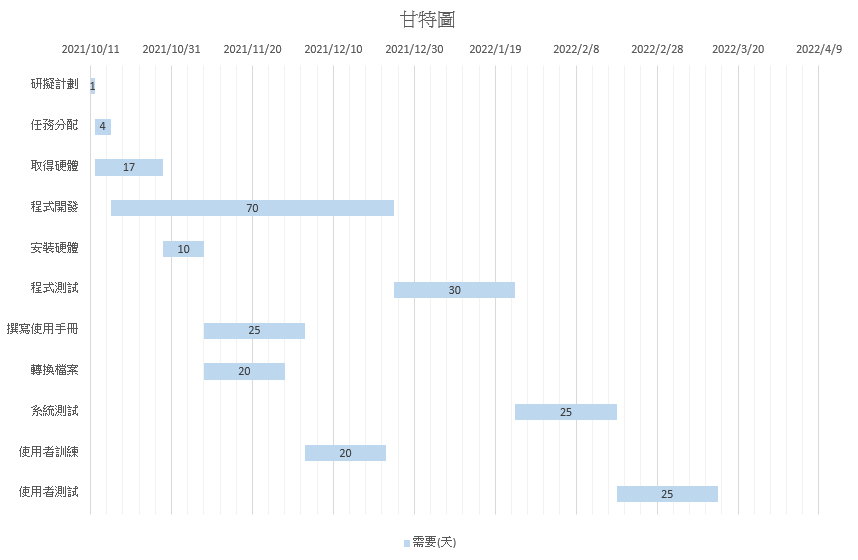 甘特圖
2021/10/11 2021/10/31 2021/11/20 2021/12/10 2021/12/30 2022/1/19 2022/2/8 2022/2/28 2022/3/20 2022/4/9
研擬計劃 1
任務分配 4
取得硬體 17
程式開發 70
安裝硬體 10
程式測試 30
撰寫使用手冊 25
轉換檔案 20
系統測試 25
使用者訓練 20
使用者測試 25
需要(天)